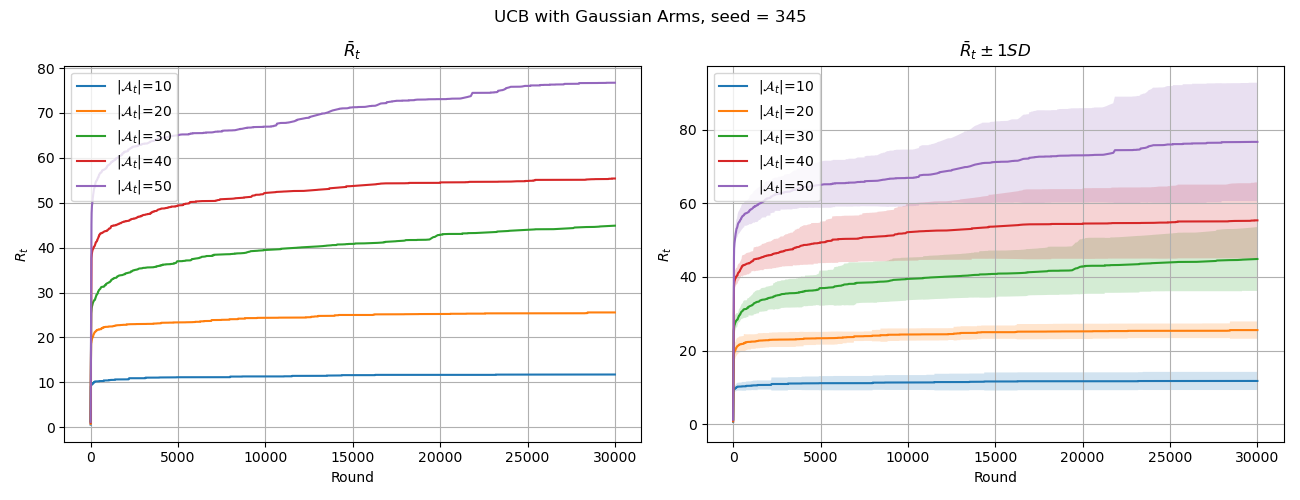 UCB with Gaussian Arms, seed = 345
R̄ₜ
80
70
60
50
40
30
20
10
0
Rₜ
|𝒜ₜ|=10
|𝒜ₜ|=20
|𝒜ₜ|=30
|𝒜ₜ|=40
|𝒜ₜ|=50
0 5000 10000 15000 20000 25000 30000
Round
R̄ₜ ± 1SD
80
60
40
20
0
Rₜ
|𝒜ₜ|=10
|𝒜ₜ|=20
|𝒜ₜ|=30
|𝒜ₜ|=40
|𝒜ₜ|=50
0 5000 10000 15000 20000 25000 30000
Round